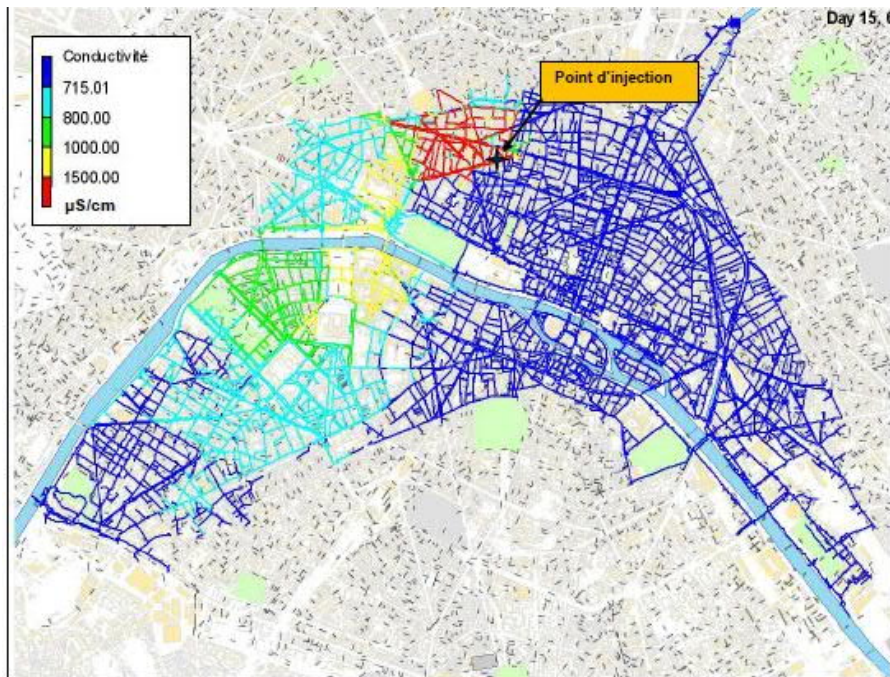 Day 15, 
Conductivité
715.01
800.00
1000.00
1500.00
µS/cm
Point d'injection